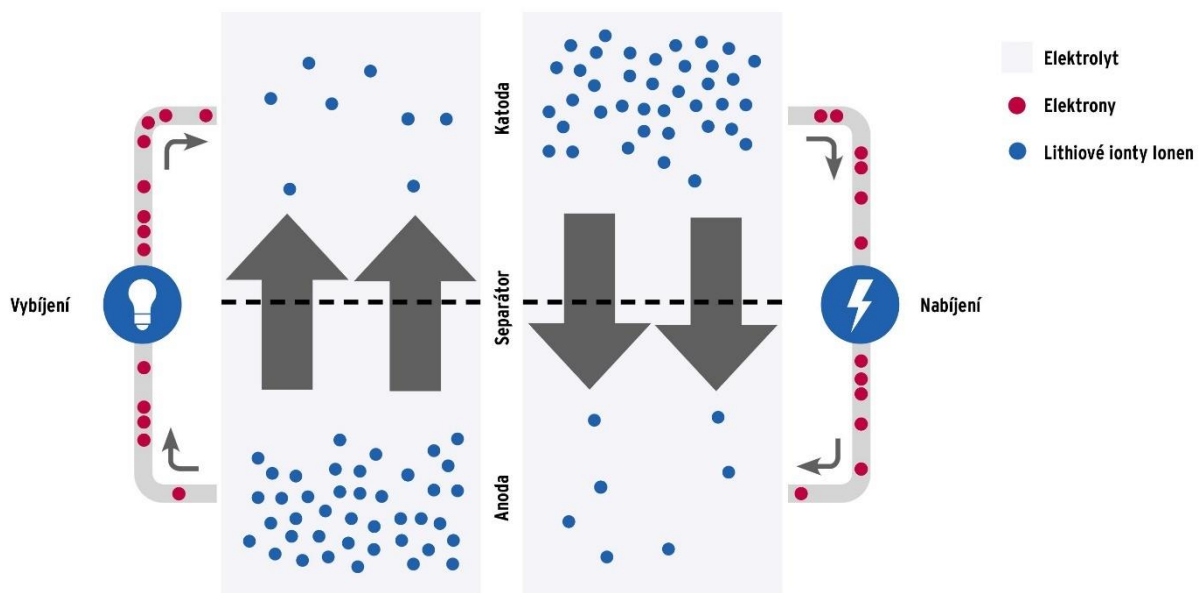 Vybíjení
Katoda
Separátor
Anoda
Nabíjení
Elektrolyt
Elektrony
Lithiové ionty Ionen